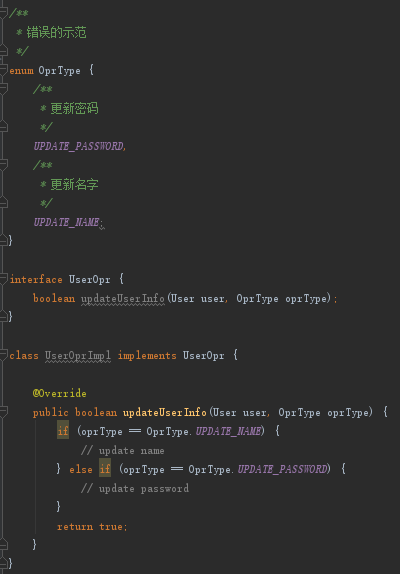 /**
 * 错误的示范
 */
enum OprType {
    /**
     * 更新密码
     */
    UPDATE_PASSWORD,
    /**
     * 更新名字
     */
    UPDATE_NAME;
}
interface UserOpr {
    boolean updateUserInfo(User user, OprType oprType);
}
class UserOprImpl implements UserOpr {
    @Override
    public boolean updateUserInfo(User user, OprType oprType) {
        if (oprType == OprType.UPDATE_NAME) {
            // update name
        } else if (oprType == OprType.UPDATE_PASSWORD) {
            // update password
        }
        return true;
    }
}